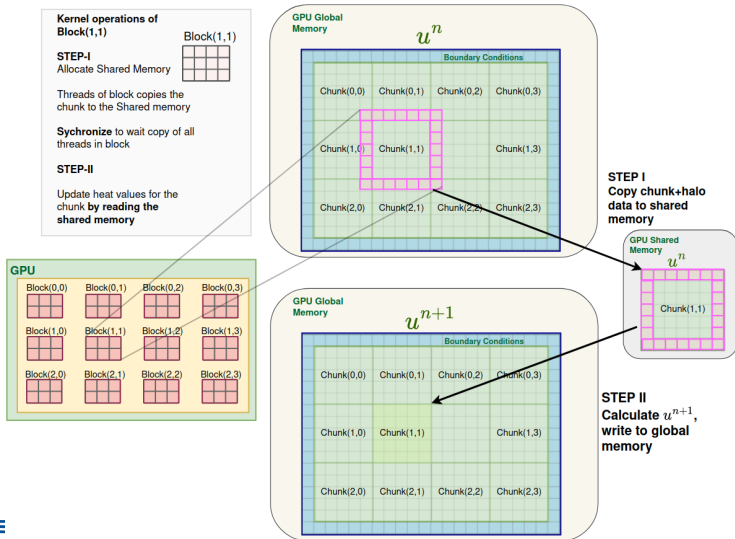 Kernel operations of
Block(1,1)
Block(1,1)
STEP-I
Allocate Shared Memory
Threads of block copies the
chunk to the Shared memory
Sychronize to wait copy of all
threads in block
STEP-II
Update heat values for the
chunk by reading the
shared memory
GPU Global
Memory
u^n
Boundary Conditions
Chunk(0,0) Chunk(0,1) Chunk(0,2) Chunk(0,3)
Chunk(1,0) Chunk(1,1) Chunk(1,3)
Chunk(2,0) Chunk(2,1) Chunk(2,2) Chunk(2,3)
STEP I
Copy chunk+halo
data to shared
memory
GPU Shared
Memory
u^n
Chunk(1,1)
GPU
Block(0,0) Block(0,1) Block(0,2) Block(0,3)
Block(1,0) Block(1,1) Block(1,2) Block(1,3)
Block(2,0) Block(2,1) Block(2,2) Block(2,3)
GPU Global
Memory
u^{n+1}
Boundary Conditions
Chunk(0,0) Chunk(0,1) Chunk(0,2) Chunk(0,3)
Chunk(1,0) Chunk(1,1) Chunk(1,3)
Chunk(2,0) Chunk(2,1) Chunk(2,2) Chunk(2,3)
STEP II
Calculate u^{n+1},
write to global
memory